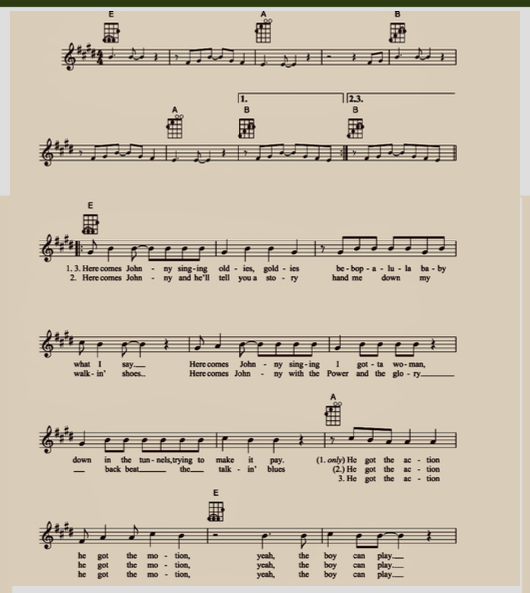 E A B
1. 2.3.
A B B
E
1. 3. Here comes John - ny sing-ing old - ies, gold - ies be - bop - a - lu - la ba - by
2. Here comes John - ny and he'll tell you a sto - ry hand me down my
what I say___ Here comes John - ny sing-ing I got - ta wo-man,
walk - in' shoes.. Here comes John - ny with the Power and the glo - ry___
A
down in the tun-nels,trying to make it pay. (1. only) He got the ac - tion
___ back beat___ the___ talk - in' blues (2.) He got the ac - tion
3. He got the ac - tion
E
he got the mo - tion, yeah, the boy can play___
he got the mo - tion, yeah, the boy can play___
he got the mo - tion, yeah, the boy can play___